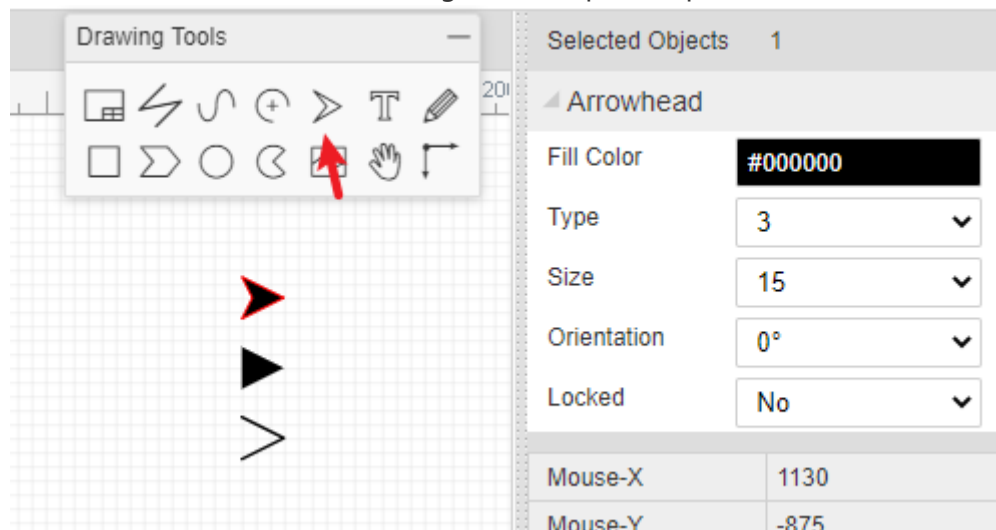 Drawing Tools
T
Selected Objects 1
Arrowhead
Fill Color #000000
Type 3
Size 15
Orientation 0°
Locked No
Mouse-X 1130
Mouse-Y -875